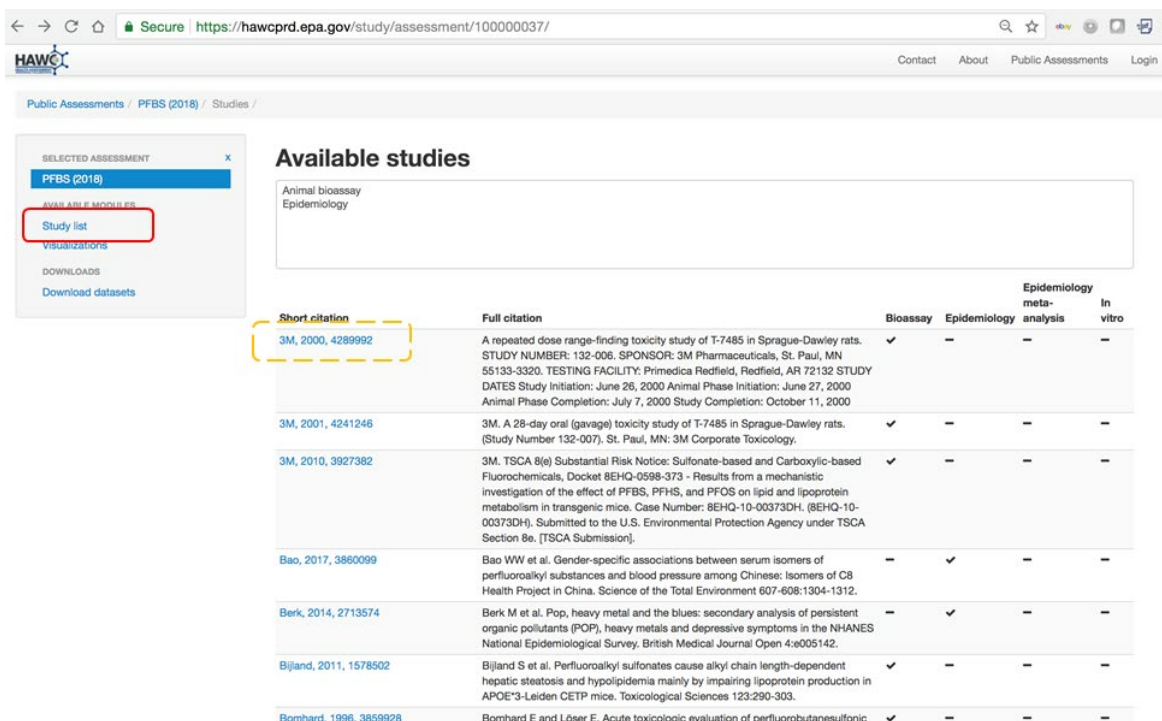 Secure https://hawcprd.epa.gov/study/assessment/100000037/
ebay
HAWC
Contact About Public Assessments Login
Public Assessments / PFBS (2018) / Studies /
SELECTED ASSESSMENT x
PFBS (2018)
AVAILABLE MODULES
Study list
Visualizations
DOWNLOADS
Download datasets
Available studies
Animal bioassay
Epidemiology
Short citation Full citation Bioassay Epidemiology Epidemiology meta-analysis In vitro
3M, 2000, 4289992
A repeated dose range-finding toxicity study of T-7485 in Sprague-Dawley rats.
STUDY NUMBER: 132-006. SPONSOR: 3M Pharmaceuticals, St. Paul, MN
55133-3320. TESTING FACILITY: Primedica Redfield, Redfield, AR 72132 STUDY
DATES Study Initiation: June 26, 2000 Animal Phase Initiation: June 27, 2000
Animal Phase Completion: July 7, 2000 Study Completion: October 11, 2000
3M, 2001, 4241246
3M. A 28-day oral (gavage) toxicity study of T-7485 in Sprague-Dawley rats.
(Study Number 132-007). St. Paul, MN: 3M Corporate Toxicology.
3M, 2010, 3927382
3M. TSCA 8(e) Substantial Risk Notice: Sulfonate-based and Carboxylic-based
Fluorochemicals, Docket 8EHQ-0598-373 - Results from a mechanistic
investigation of the effect of PFBS, PFHS, and PFOS on lipid and lipoprotein
metabolism in transgenic mice. Case Number: 8EHQ-10-00373DH. (8EHQ-10-
00373DH). Submitted to the U.S. Environmental Protection Agency under TSCA
Section 8e. [TSCA Submission].
Bao, 2017, 3860099
Bao WW et al. Gender-specific associations between serum isomers of
perfluoroalkyl substances and blood pressure among Chinese: Isomers of C8
Health Project in China. Science of the Total Environment 607-608:1304-1312.
Berk, 2014, 2713574
Berk M et al. Pop, heavy metal and the blues: secondary analysis of persistent
organic pollutants (POP), heavy metals and depressive symptoms in the NHANES
National Epidemiological Survey. British Medical Journal Open 4:e005142.
Bijland, 2011, 1578502
Bijland S et al. Perfluoroalkyl sulfonates cause alkyl chain length-dependent
hepatic steatosis and hypolipidemia mainly by impairing lipoprotein production in
APOE*3-Leiden CETP mice. Toxicological Sciences 123:290-303.
Bomhard, 1996, 3859928
Bomhard E and Löser E. Acute toxicologic evaluation of perfluorobutanesulfonic